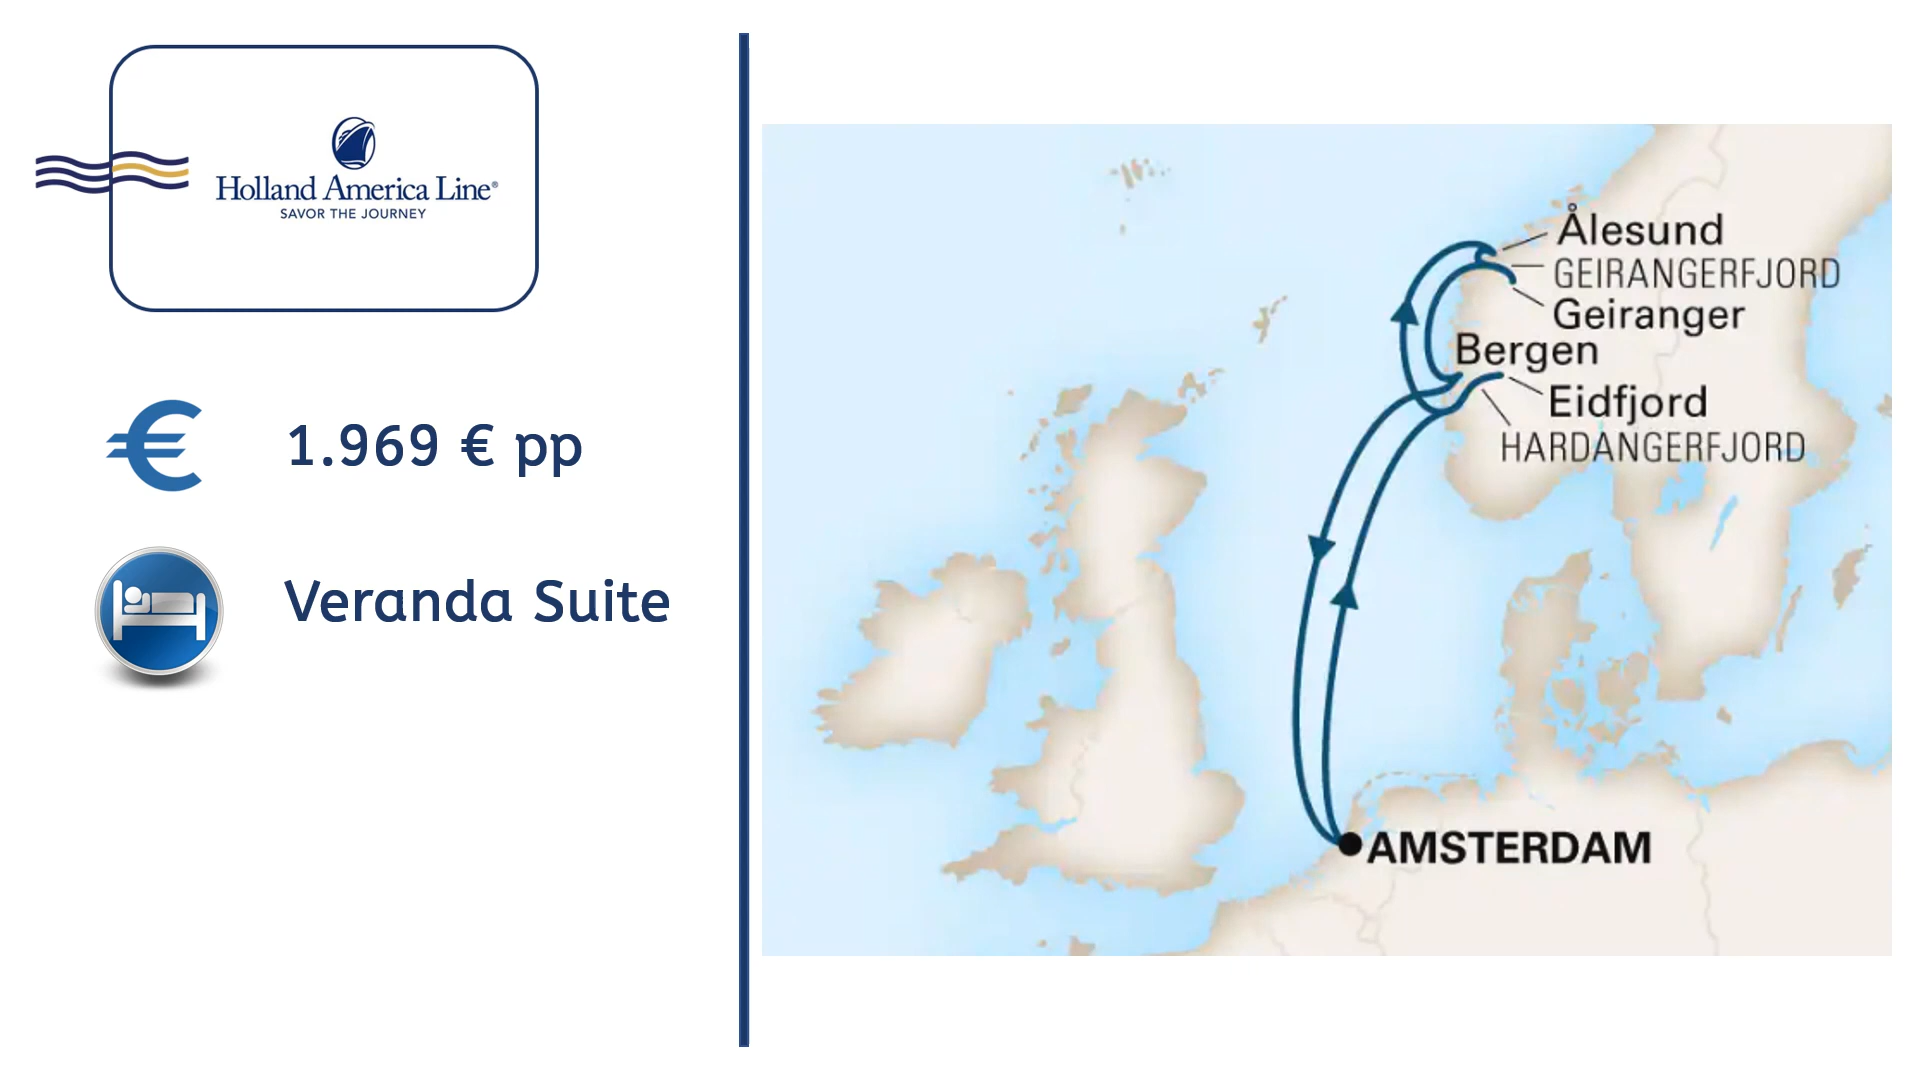 Holland America Line®
SAVOR THE JOURNEY
1.969 € pp
Veranda Suite
Ålesund
GEIRANGERFJORD
Geiranger
Bergen
Eidfjord
HARDANGERFJORD
AMSTERDAM